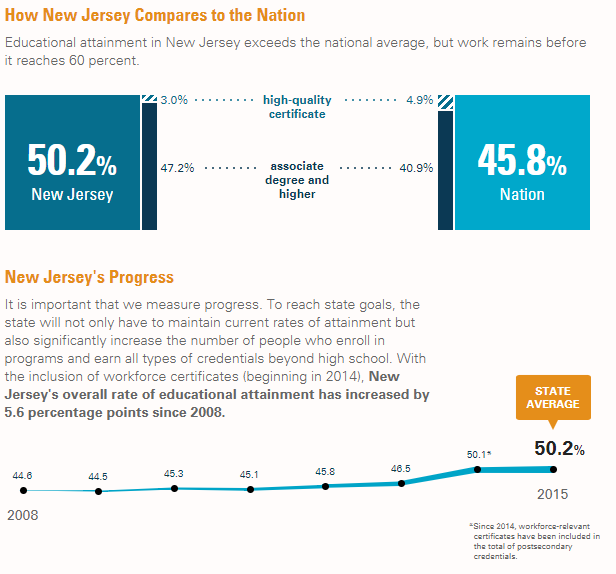 How New Jersey Compares to the Nation
Educational attainment in New Jersey exceeds the national average, but work remains before
it reaches 60 percent.
50.2%
New Jersey
3.0%
high-quality
certificate
4.9%
47.2%
associate
degree and
higher
40.9%
45.8%
Nation
New Jersey's Progress
It is important that we measure progress. To reach state goals, the
state will not only have to maintain current rates of attainment but
also significantly increase the number of people who enroll in
programs and earn all types of credentials beyond high school. With
the inclusion of workforce certificates (beginning in 2014), New
Jersey's overall rate of educational attainment has increased by
5.6 percentage points since 2008.
STATE
AVERAGE
44.6
44.5
45.3
45.1
45.8
46.5
50.1*
50.2%
2008
2015
*Since 2014, workforce-relevant
certificates have been included in
the total of postsecondary
credentials.